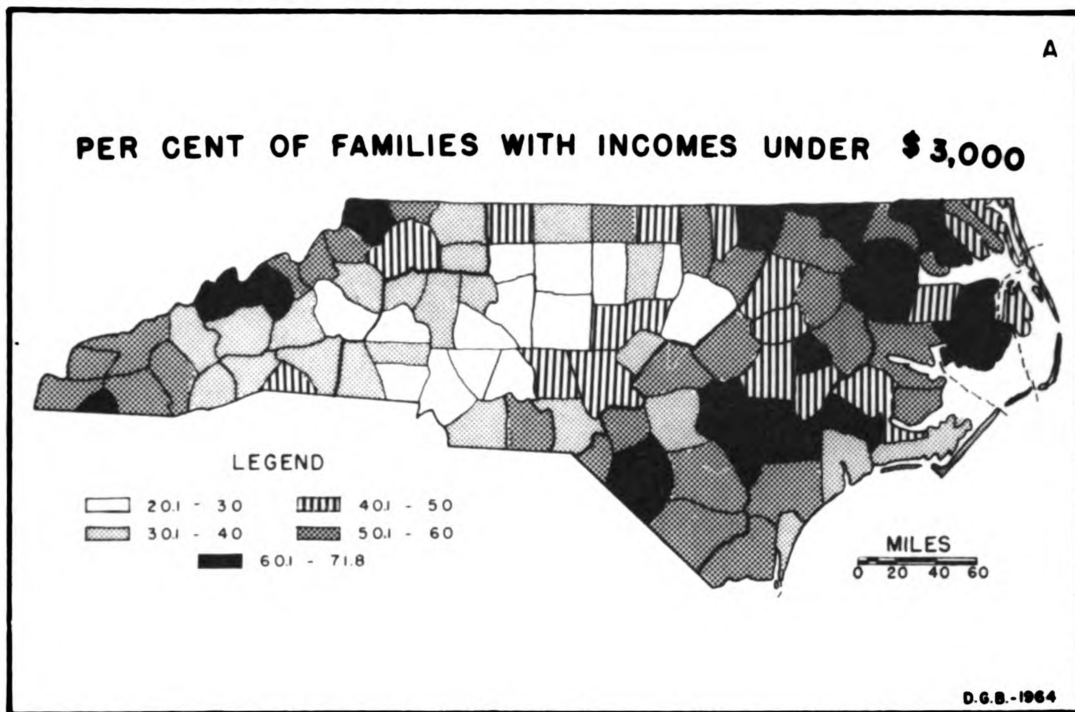 A
PER CENT OF FAMILIES WITH INCOMES UNDER $3,000
LEGEND
20.1 - 30
40.1 - 50
30.1 - 40
50.1 - 60
60.1 - 71.8
MILES
0 20 40 60
D.G.B.-1964